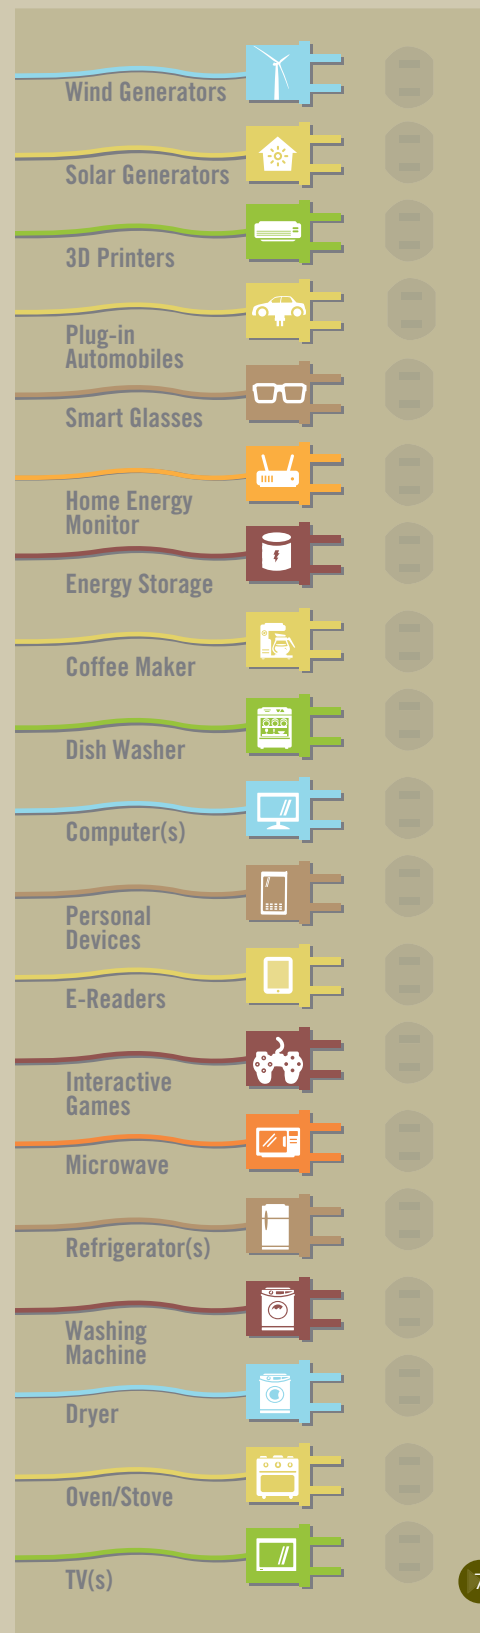 Wind Generators
Solar Generators
3D Printers
Plug-in
Automobiles
Smart Glasses
Home Energy
Monitor
Energy Storage
Coffee Maker
Dish Washer
Computer(s)
Personal
Devices
E-Readers
Interactive
Games
Microwave
Refrigerator(s)
Washing
Machine
Dryer
Oven/Stove
TV(s)
7